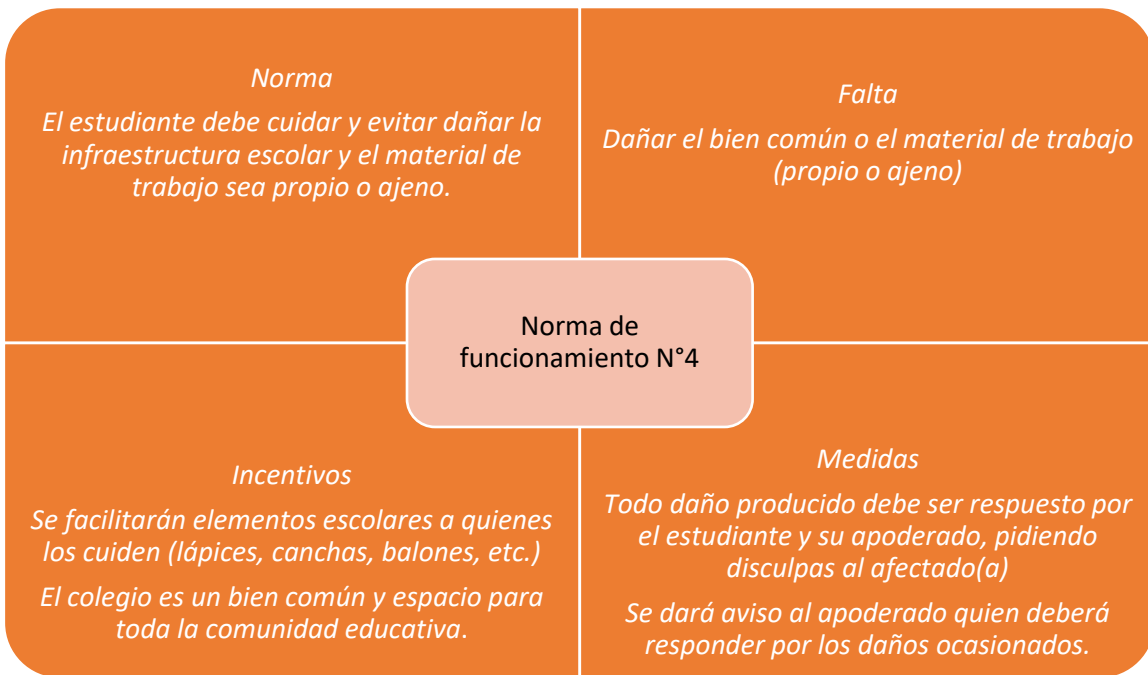 Norma
El estudiante debe cuidar y evitar dañar la
infraestructura escolar y el material de
trabajo sea propio o ajeno.
Falta
Dañar el bien común o el material de trabajo
(propio o ajeno)
Norma de
funcionamiento N°4
Incentivos
Se facilitarán elementos escolares a quienes
los cuiden (lápices, canchas, balones, etc.)
El colegio es un bien común y espacio para
toda la comunidad educativa.
Medidas
Todo daño producido debe ser respuesto por
el estudiante y su apoderado, pidiendo
disculpas al afectado(a)
Se dará aviso al apoderado quien deberá
responder por los daños ocasionados.